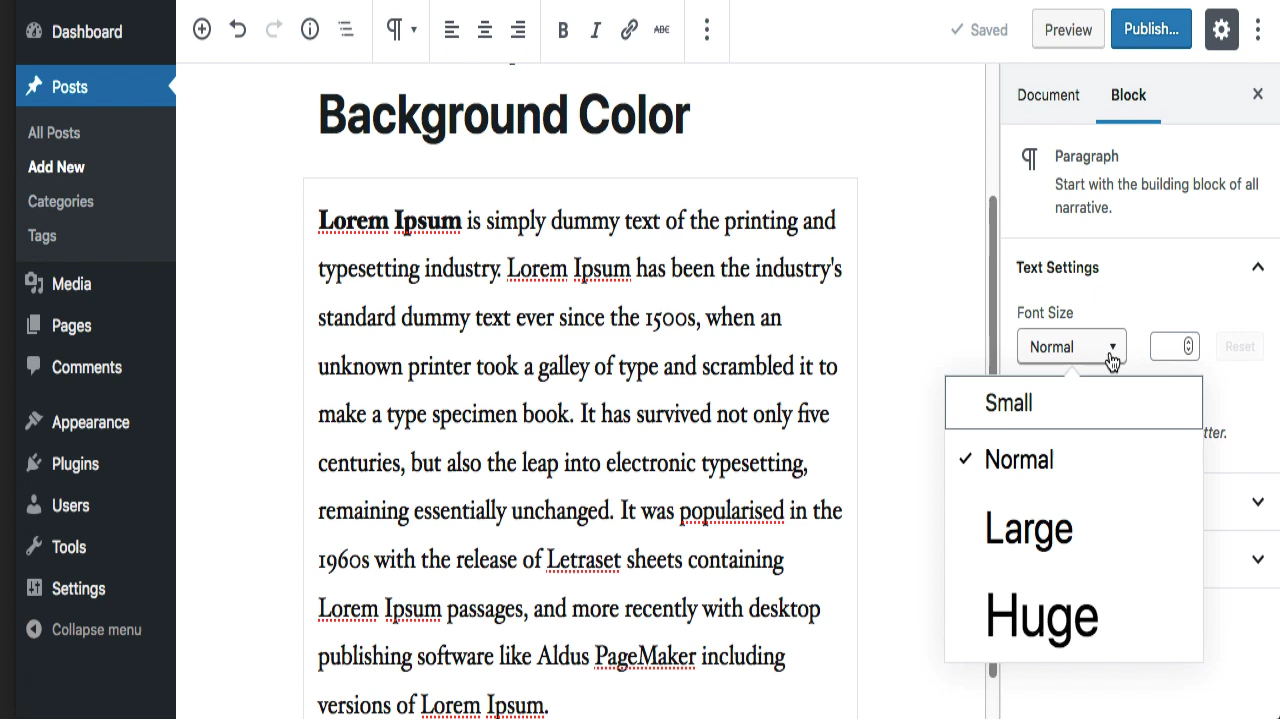 Dashboard
Posts
All Posts
Add New
Categories
Tags
Media
Pages
Comments
Appearance
Plugins
Users
Tools
Settings
Collapse menu
B I ABC
Saved
Preview
Publish...
Background Color
Lorem Ipsum is simply dummy text of the printing and
typesetting industry. Lorem Ipsum has been the industry's
standard dummy text ever since the 1500s, when an
unknown printer took a galley of type and scrambled it to
make a type specimen book. It has survived not only five
centuries, but also the leap into electronic typesetting,
remaining essentially unchanged. It was popularised in the
1960s with the release of Letraset sheets containing
Lorem Ipsum passages, and more recently with desktop
publishing software like Aldus PageMaker including
versions of Lorem Ipsum.
Document
Block
Paragraph
Start with the building block of all
narrative.
Text Settings
Font Size
Normal
Reset
Small
tter.
Normal
Large
Huge